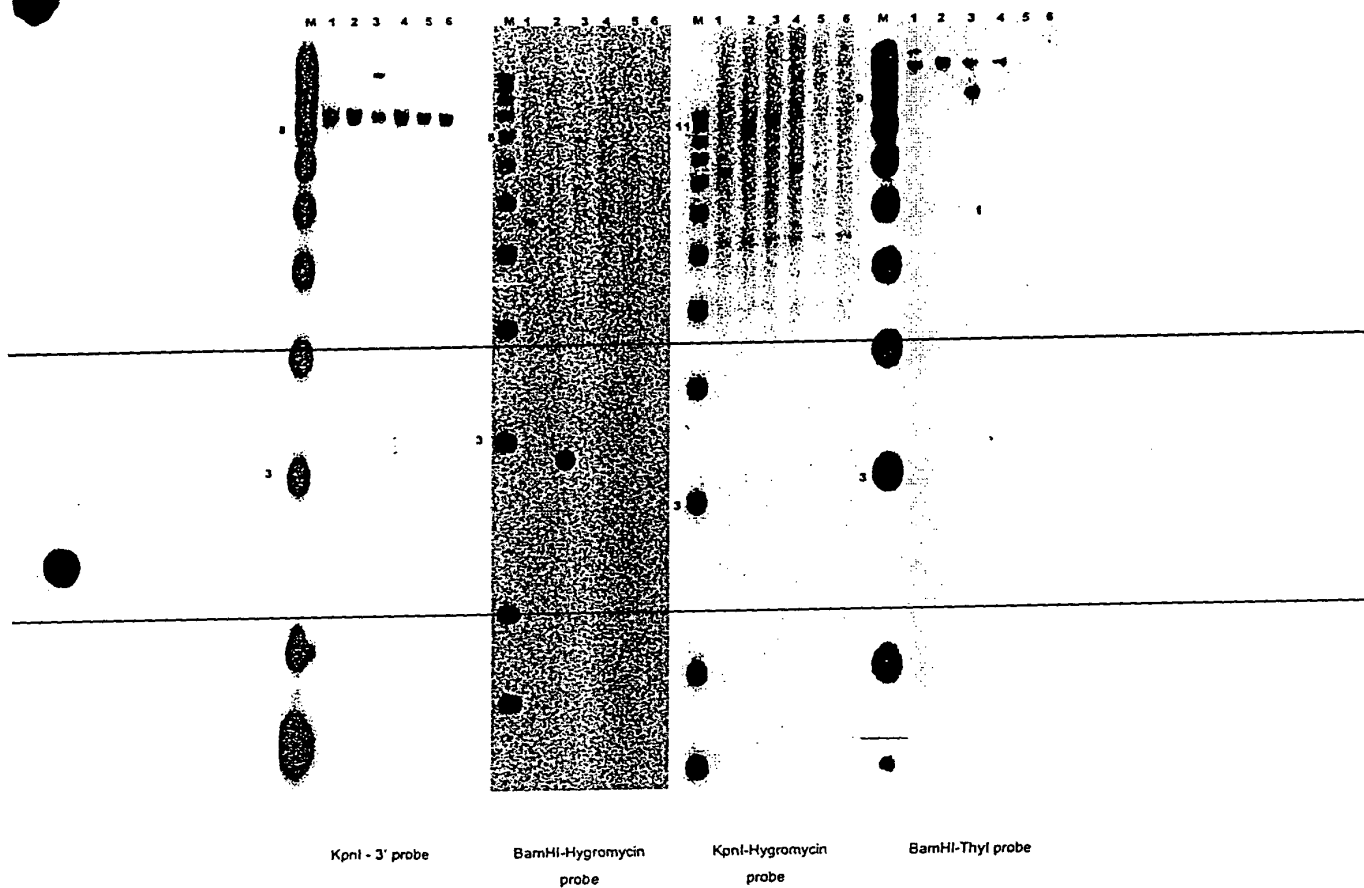 M 1 2 3 4 5 6
M 1 2 3 4 5 6
M 1 2 3 4 5 6
M 1 2 3 4 5 6
8
8
11
9
3
3
3
3
KpnI - 3' probe
BamHI-Hygromycin
probe
KpnI-Hygromycin
probe
BamHI-ThyI probe